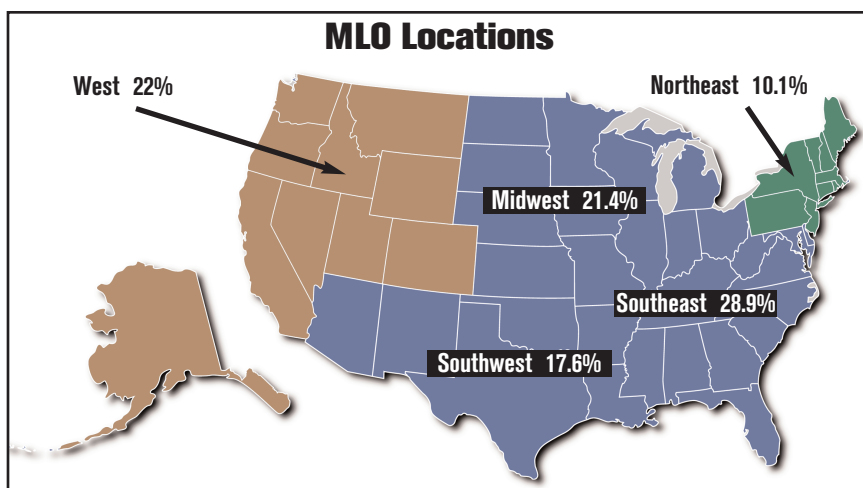 MLO Locations
West 22%
Northeast 10.1%
Midwest 21.4%
Southeast 28.9%
Southwest 17.6%